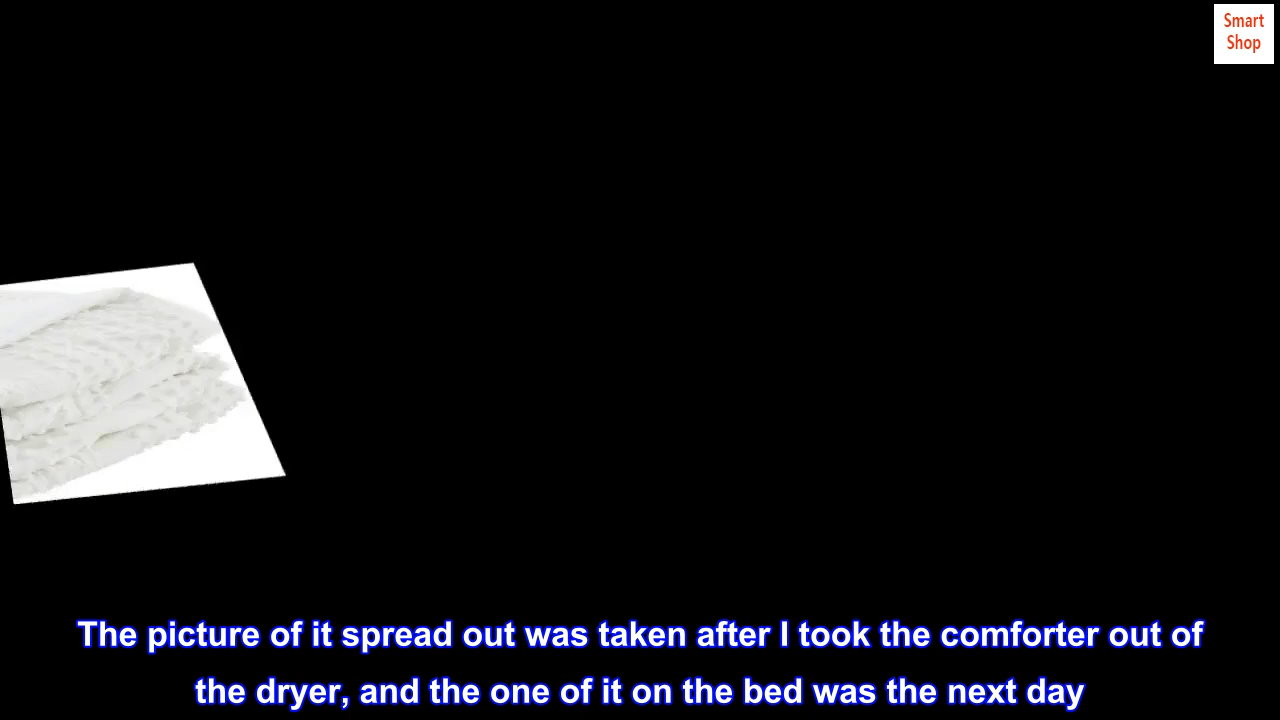 Smart
Shop
The picture of it spread out was taken after I took the comforter out of
the dryer, and the one of it on the bed was the next day